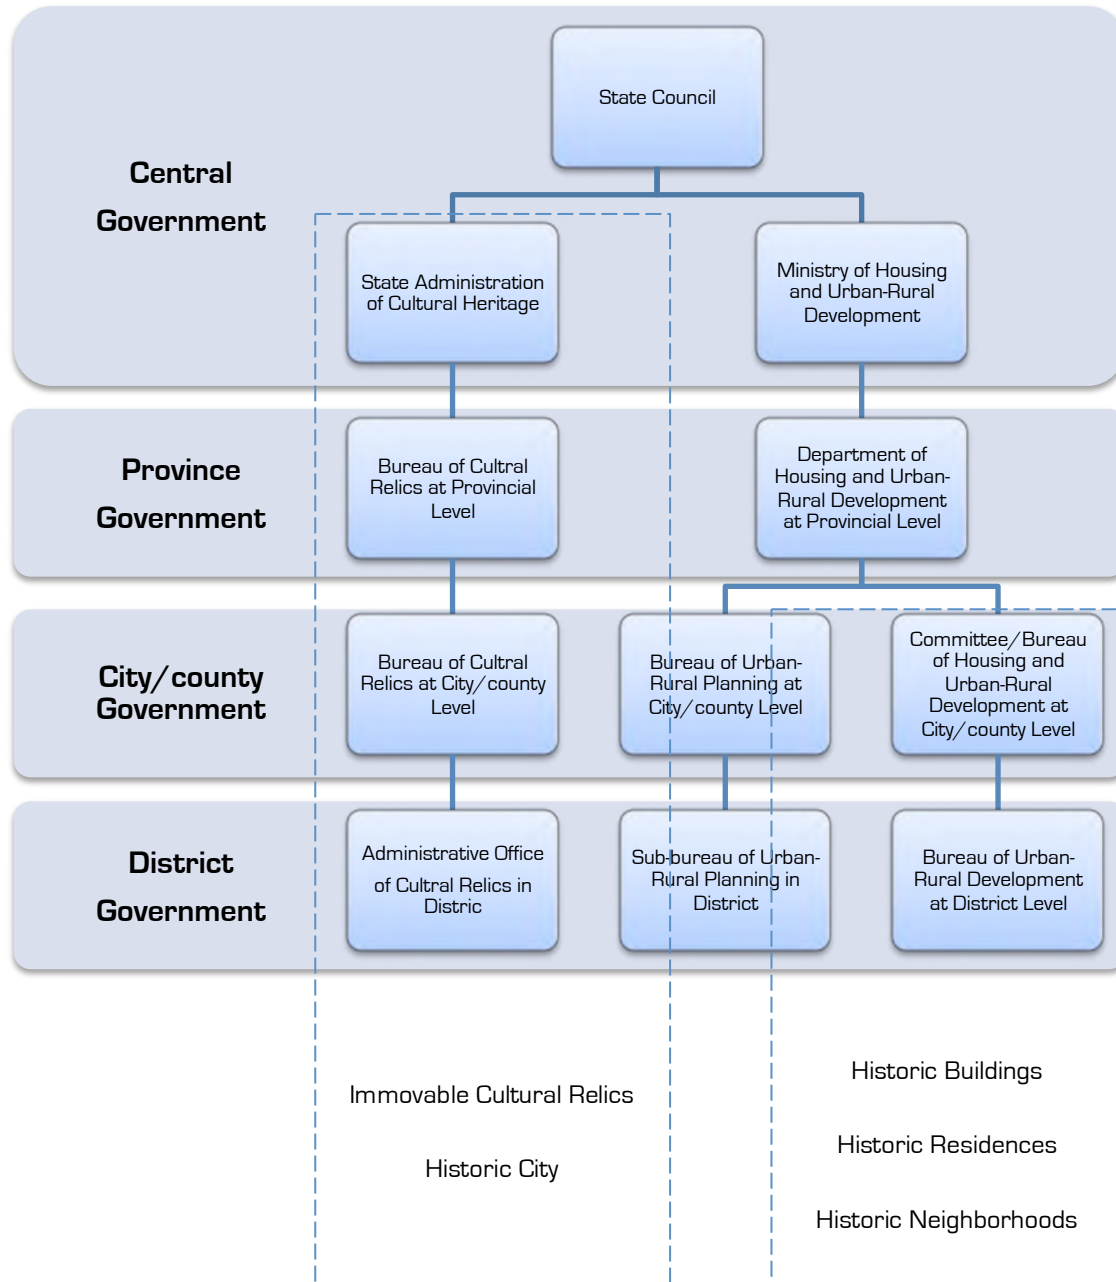 State Council
Central
Government
State Administration
of Cultural Heritage
Ministry of Housing
and Urban-Rural
Development
Province
Government
Bureau of Cultral
Relics at Provincial
Level
Department of
Housing and Urban-
Rural Development
at Provincial Level
City/county
Government
Bureau of Cultral
Relics at City/county
Level
Bureau of Urban-
Rural Planning at
City/county Level
Committee/Bureau
of Housing and
Urban-Rural
Development at
City/county Level
District
Government
Administrative Office
of Cultral Relics in
Distric
Sub-bureau of Urban-
Rural Planning in
District
Bureau of Urban-
Rural Development
at District Level
Immovable Cultural Relics
Historic City
Historic Buildings
Historic Residences
Historic Neighborhoods